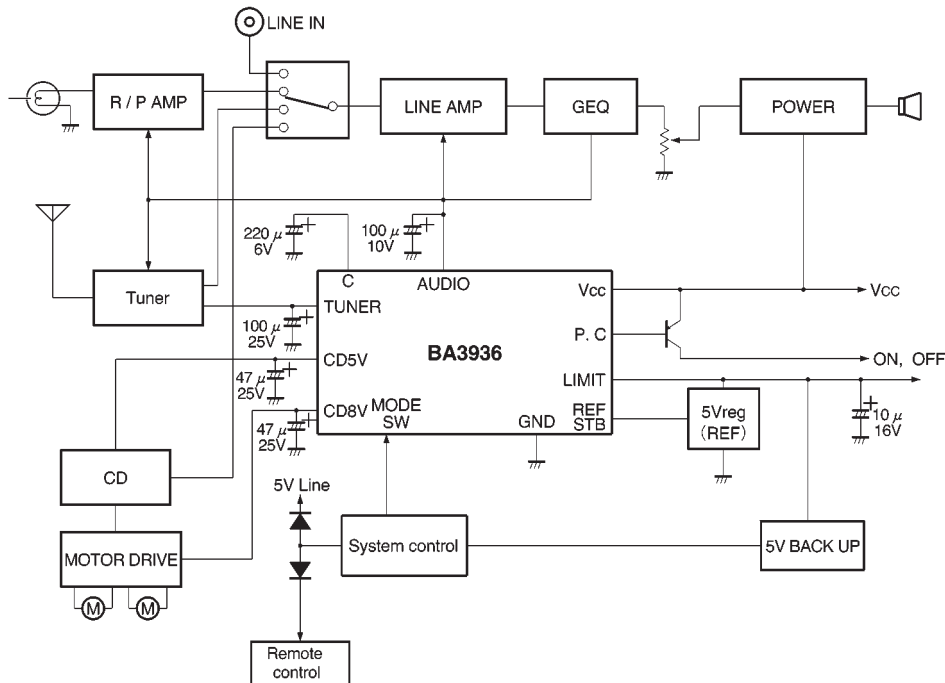 LINE IN
R / P AMP
LINE AMP
GEQ
POWER
220 μ
6V
+
100 μ
10V
+
C
AUDIO
Tuner
TUNER
Vcc
Vcc
100 μ
25V
+
P. C
BA3936
CD5V
ON, OFF
47 μ
25V
+
LIMIT
CD8V
MODE
SW
REF
STB
GND
5Vreg
(REF)
+
10 μ
16V
47 μ
25V
+
CD
5V Line
System control
5V BACK UP
MOTOR DRIVE
M
M
Remote
control